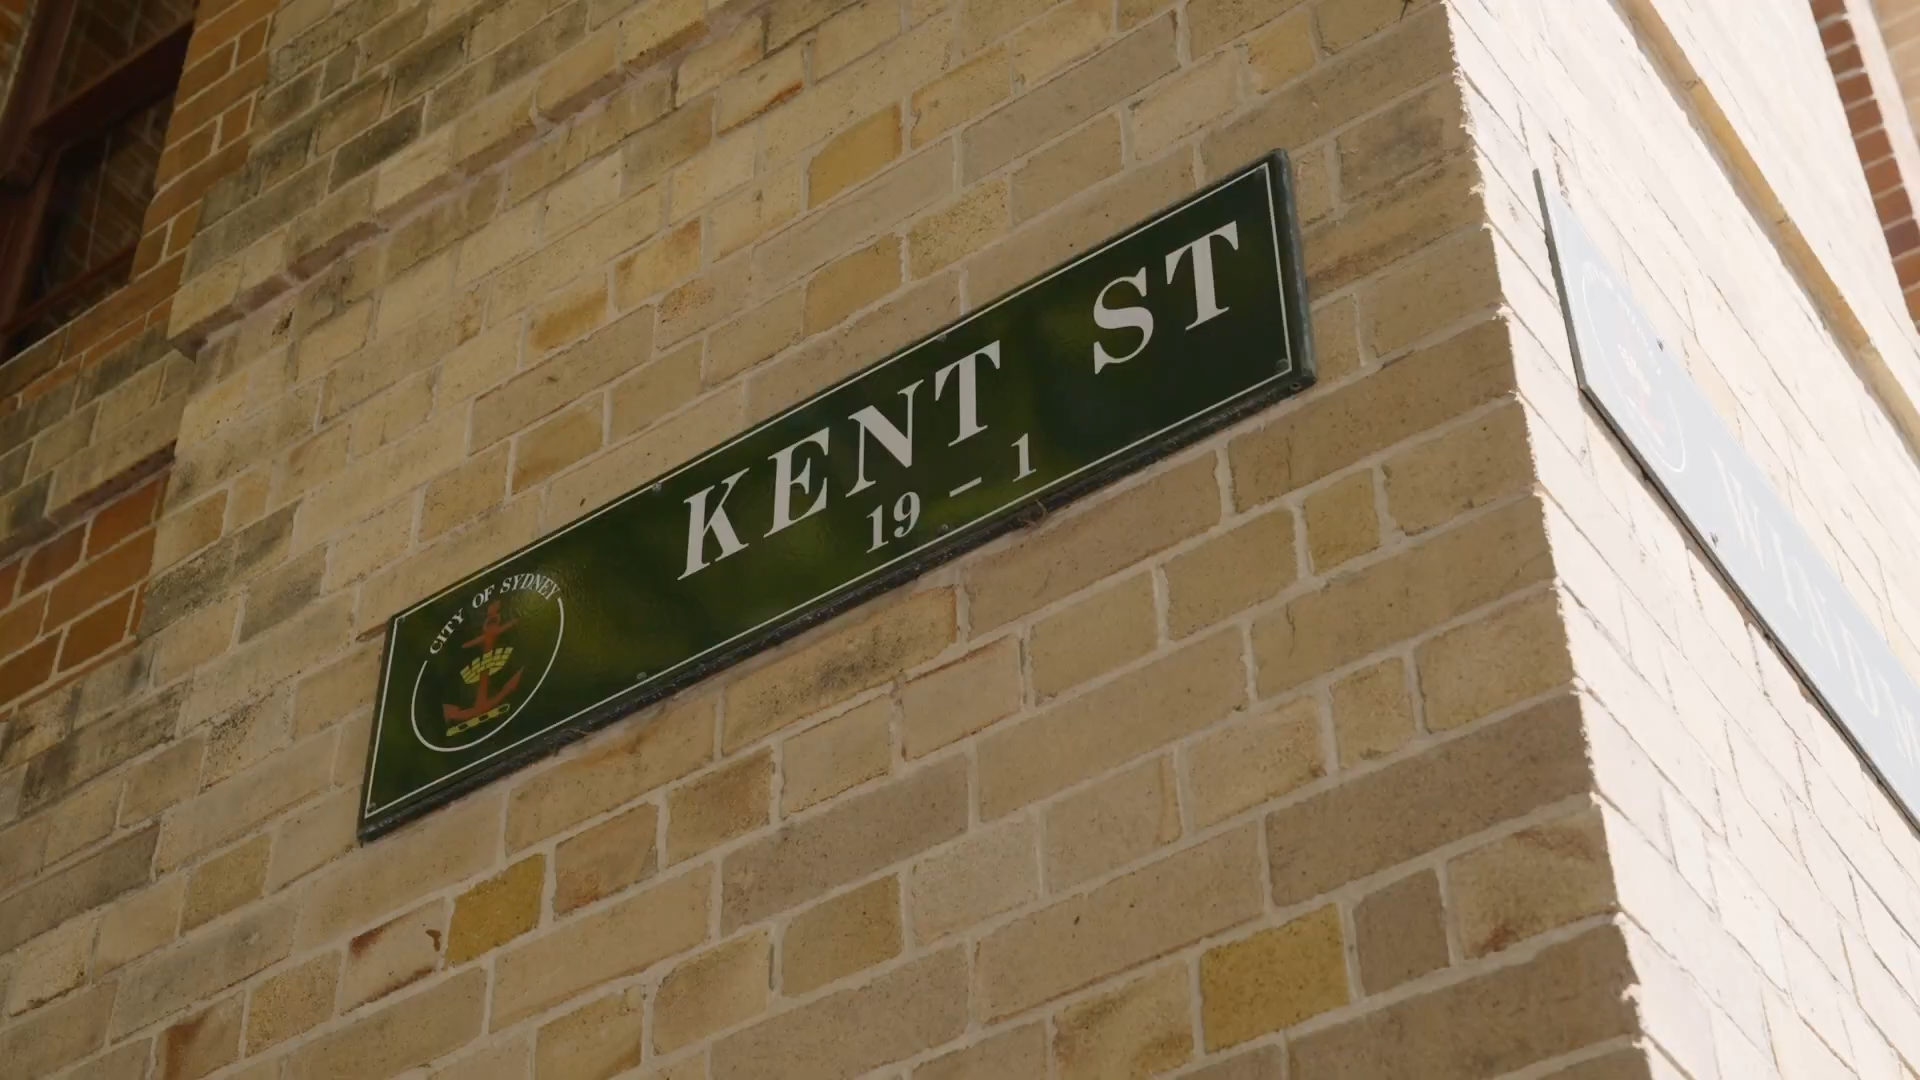 CITY OF SYDNEY
KENT ST
19 – 1